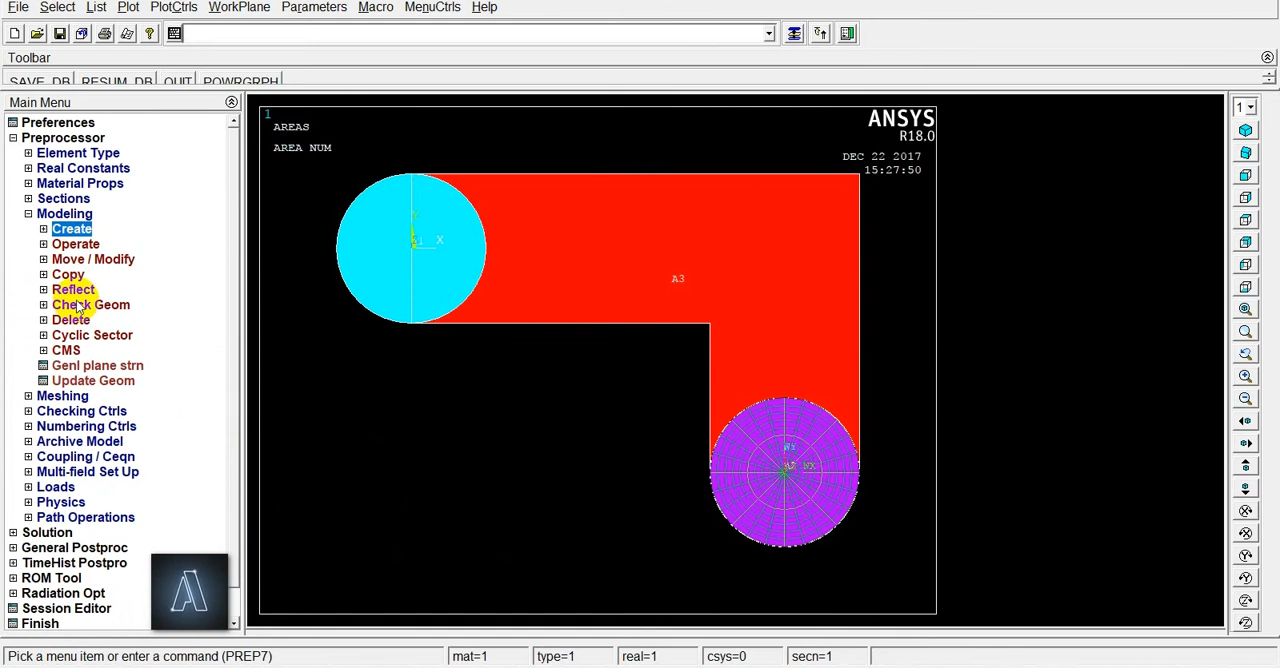 File Select List Plot PlotCtrls WorkPlane Parameters Macro MenuCtrls Help
Toolbar
SAVE_DB RESUM_DB QUIT POWRGRPH
Main Menu
Preferences
Preprocessor
Element Type
Real Constants
Material Props
Sections
Modeling
Create
Operate
Move / Modify
Copy
Reflect
Check Geom
Delete
Cyclic Sector
CMS
Genl plane strn
Update Geom
Meshing
Checking Ctrls
Numbering Ctrls
Archive Model
Coupling / Ceqn
Multi-field Set Up
Loads
Physics
Path Operations
Solution
General Postproc
TimeHist Postpro
ROM Tool
Radiation Opt
Session Editor
Finish
1
AREAS
AREA NUM
ANSYS
R18.0
DEC 22 2017
15:27:50
X
A3
WY
WX
1
Pick a menu item or enter a command (PREP7) mat=1 type=1 real=1 csys=0 secn=1